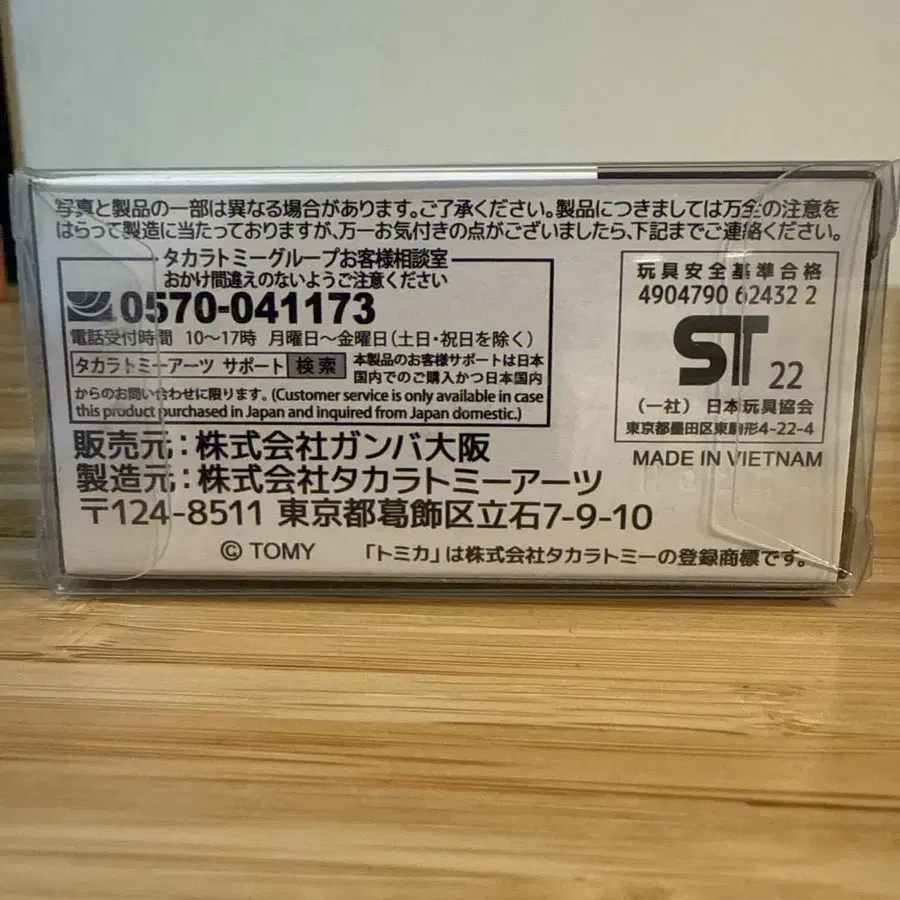 写真と製品の一部は異なる場合があります。ご了承ください。製品につきましては万全の注意を
はらって製造に当たっておりますが、万一お気付きの点がございましたら、下記までご連絡ください。
タカラトミーグループお客様相談室
おかけ間違えのないようご注意ください
0570-041173
電話受付時間 10〜17時 月曜日〜金曜日(土日・祝日を除く)
タカラトミーアーツ サポート 検索 本製品のお客様サポートは日本
国内でのご購入かつ日本国内
からのお問い合わせに限ります。(Customer service is only available in case
this product purchased in Japan and inquired from Japan domestic.)
玩具安全基準合格
4904790 62432 2
ST 22
(一社) 日本玩具協会
東京都墨田区東駒形4-22-4
MADE IN VIETNAM
販売元:株式会社ガンバ大阪
製造元:株式会社タカラトミーアーツ
〒124-8511 東京都葛飾区立石7-9-10
© TOMY 「トミカ」は株式会社タカラトミーの登録商標です。